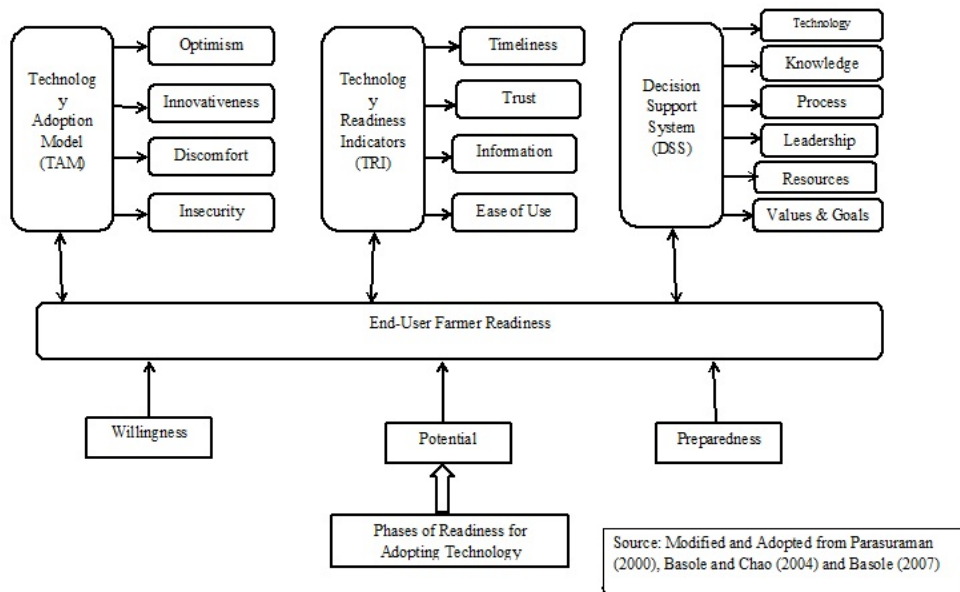 Technolog
y
Adoption
Model
(TAM)
Optimism
Innovativeness
Discomfort
Insecurity
Technolog
y
Readiness
Indicators
(TRI)
Timeliness
Trust
Information
Ease of Use
Decision
Support
System
(DSS)
Technology
Knowledge
Process
Leadership
Resources
Values & Goals
End-User Farmer Readiness
Willingness
Potential
Preparedness
Phases of Readiness for
Adopting Technology
Source: Modified and Adopted from Parasuraman
(2000), Basole and Chao (2004) and Basole (2007)